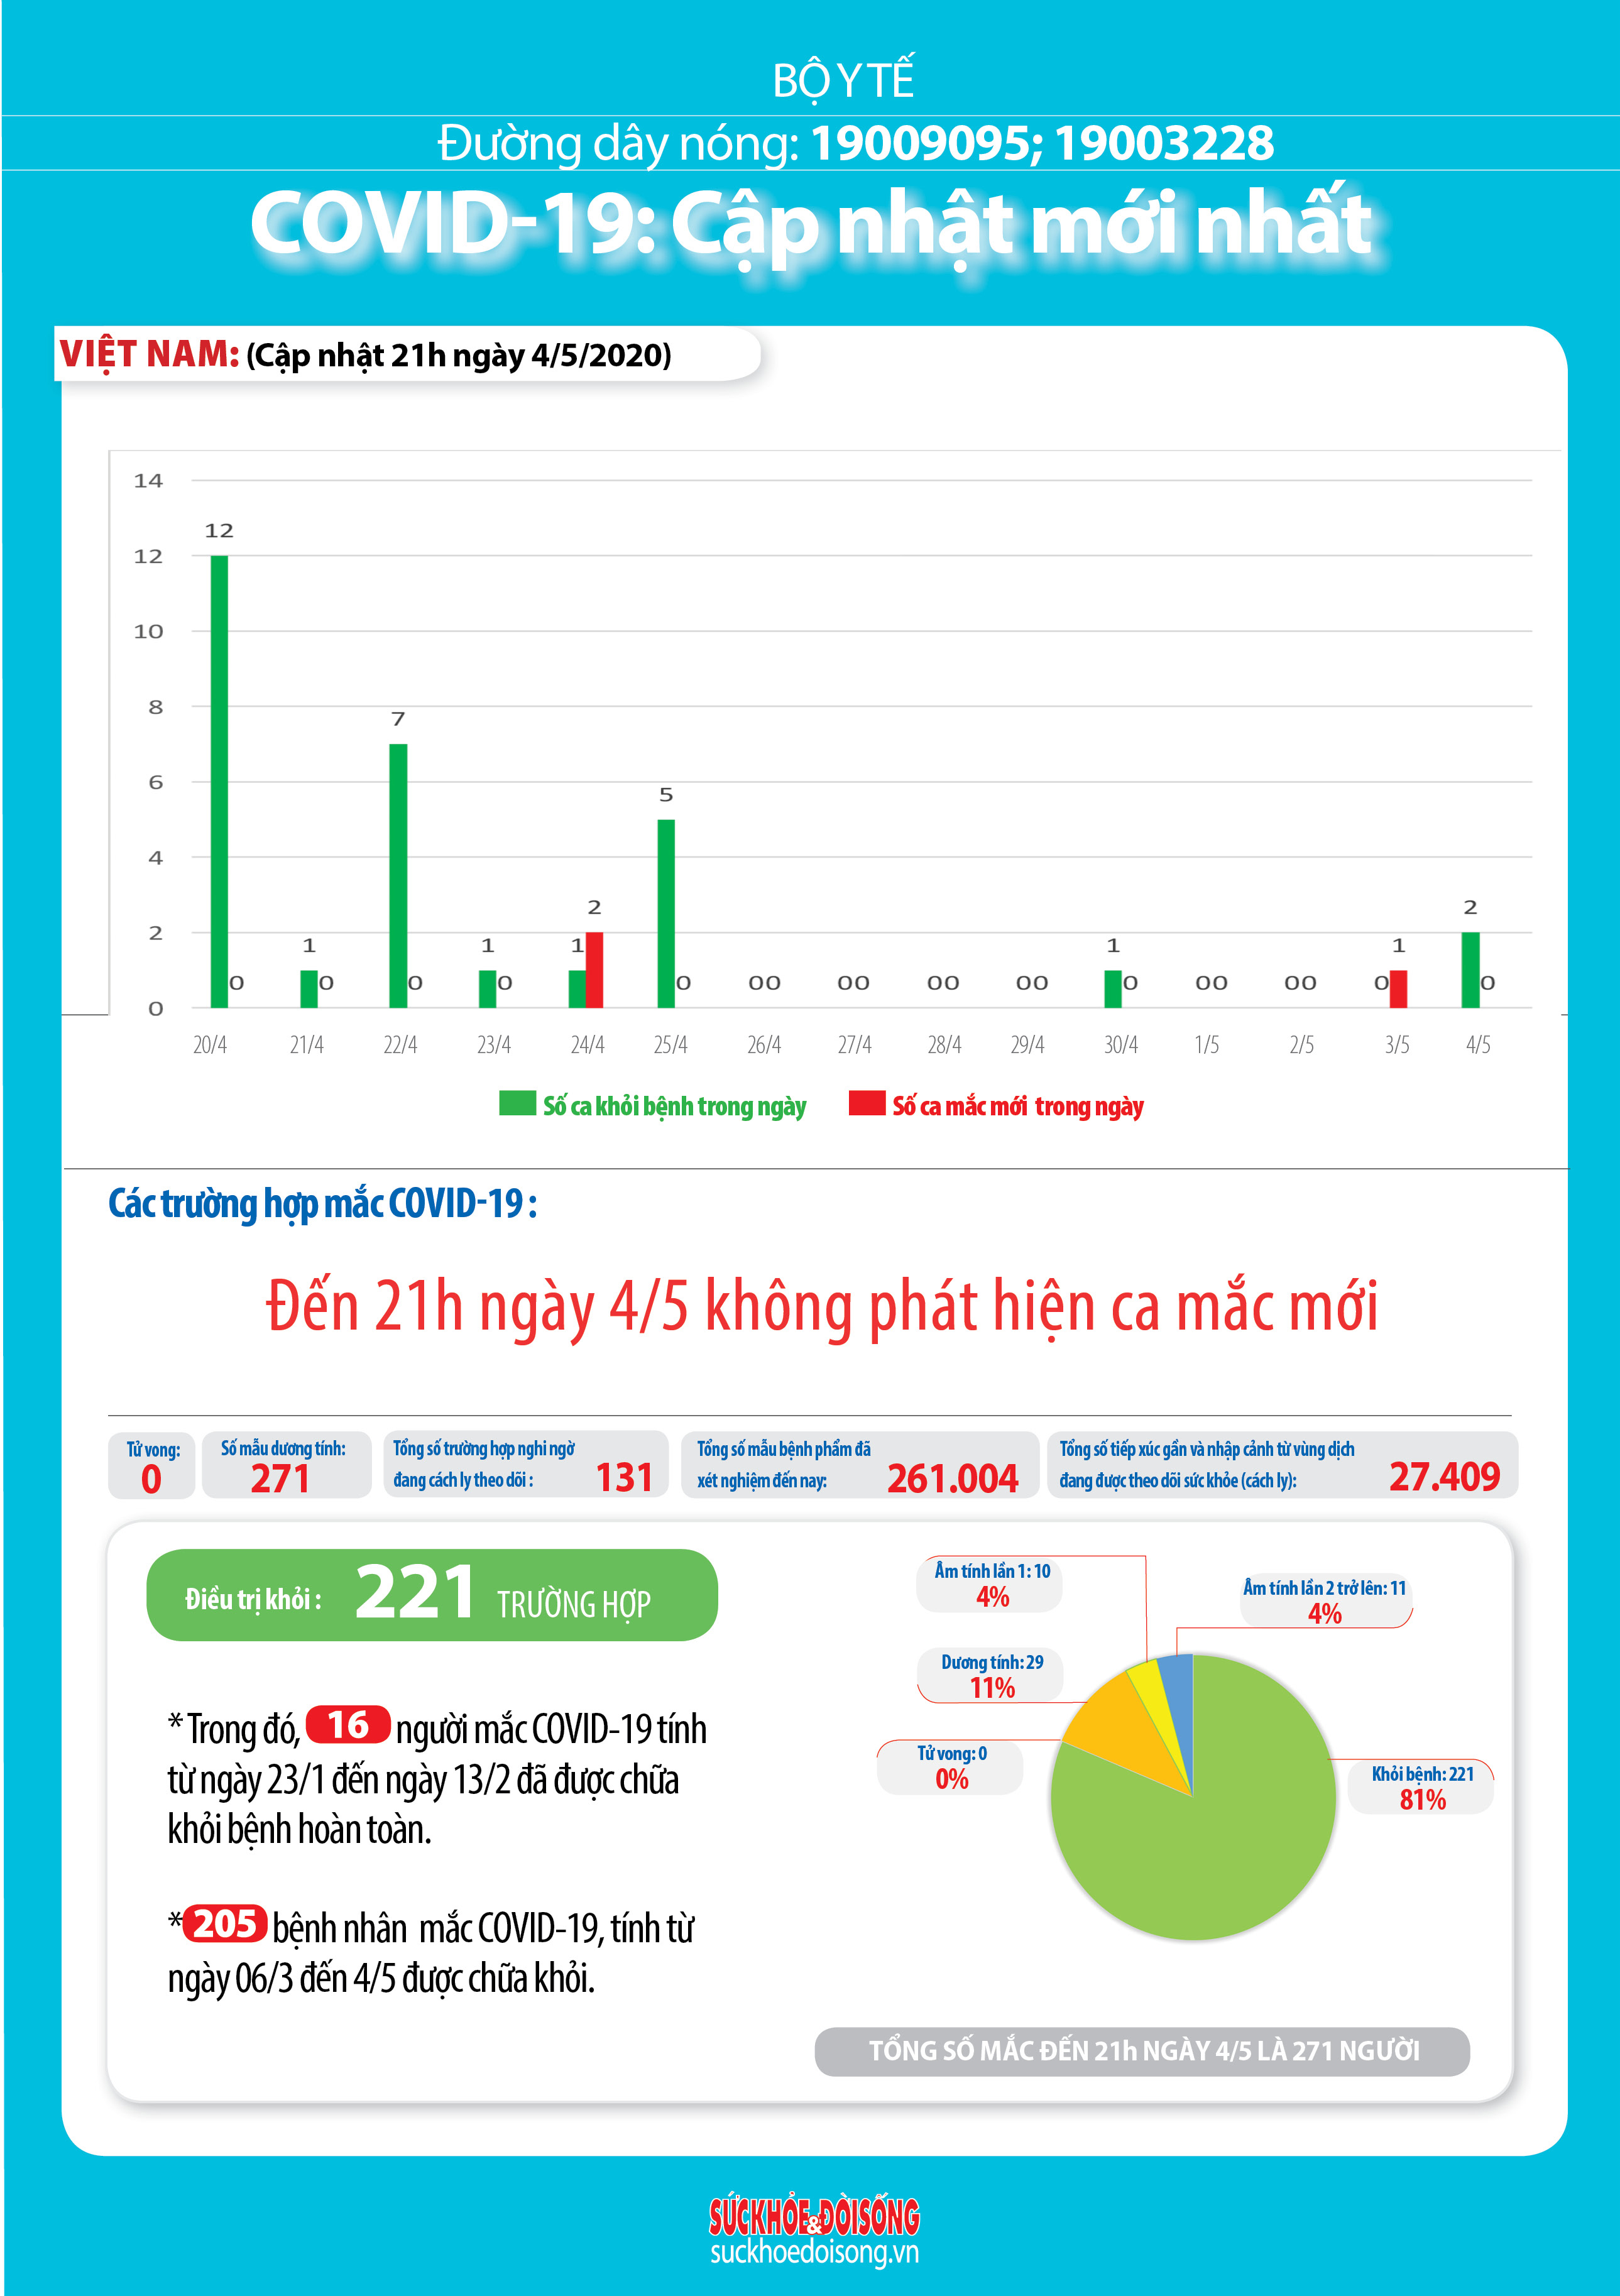 BỘ Y TẾ
Đường dây nóng: 19009095; 19003228
COVID-19: Cập nhật mới nhất
VIỆT NAM: (Cập nhật 21h ngày 4/5/2020)
14
12
10
8
6
4
2
0
12 0
1 0
7 0
1 0
1 2
5 0
0 0
0 0
0 0
0 0
1 0
0 0
0 0
0 1
2 0
20/4 21/4 22/4 23/4 24/4 25/4 26/4 27/4 28/4 29/4 30/4 1/5 2/5 3/5 4/5
Số ca khỏi bệnh trong ngày Số ca mắc mới trong ngày
Các trường hợp mắc COVID-19 :
Đến 21h ngày 4/5 không phát hiện ca mắc mới
Tử vong:
0
Số mẫu dương tính:
271
Tổng số trường hợp nghi ngờ
đang cách ly theo dõi : 131
Tổng số mẫu bệnh phẩm đã
xét nghiệm đến nay: 261.004
Tổng số tiếp xúc gần và nhập cảnh từ vùng dịch
đang được theo dõi sức khỏe (cách ly): 27.409
Điều trị khỏi : 221 TRƯỜNG HỢP
* Trong đó, 16 người mắc COVID-19 tính
từ ngày 23/1 đến ngày 13/2 đã được chữa
khỏi bệnh hoàn toàn.
* 205 bệnh nhân mắc COVID-19, tính từ
ngày 06/3 đến 4/5 được chữa khỏi.
Âm tính lần 1: 10
4%
Âm tính lần 2 trở lên: 11
4%
Dương tính: 29
11%
Tử vong: 0
0%
Khỏi bệnh: 221
81%
TỔNG SỐ MẮC ĐẾN 21h NGÀY 4/5 LÀ 271 NGƯỜI
SỨC KHỎE & ĐỜI SỐNG
suckhoedoisong.vn